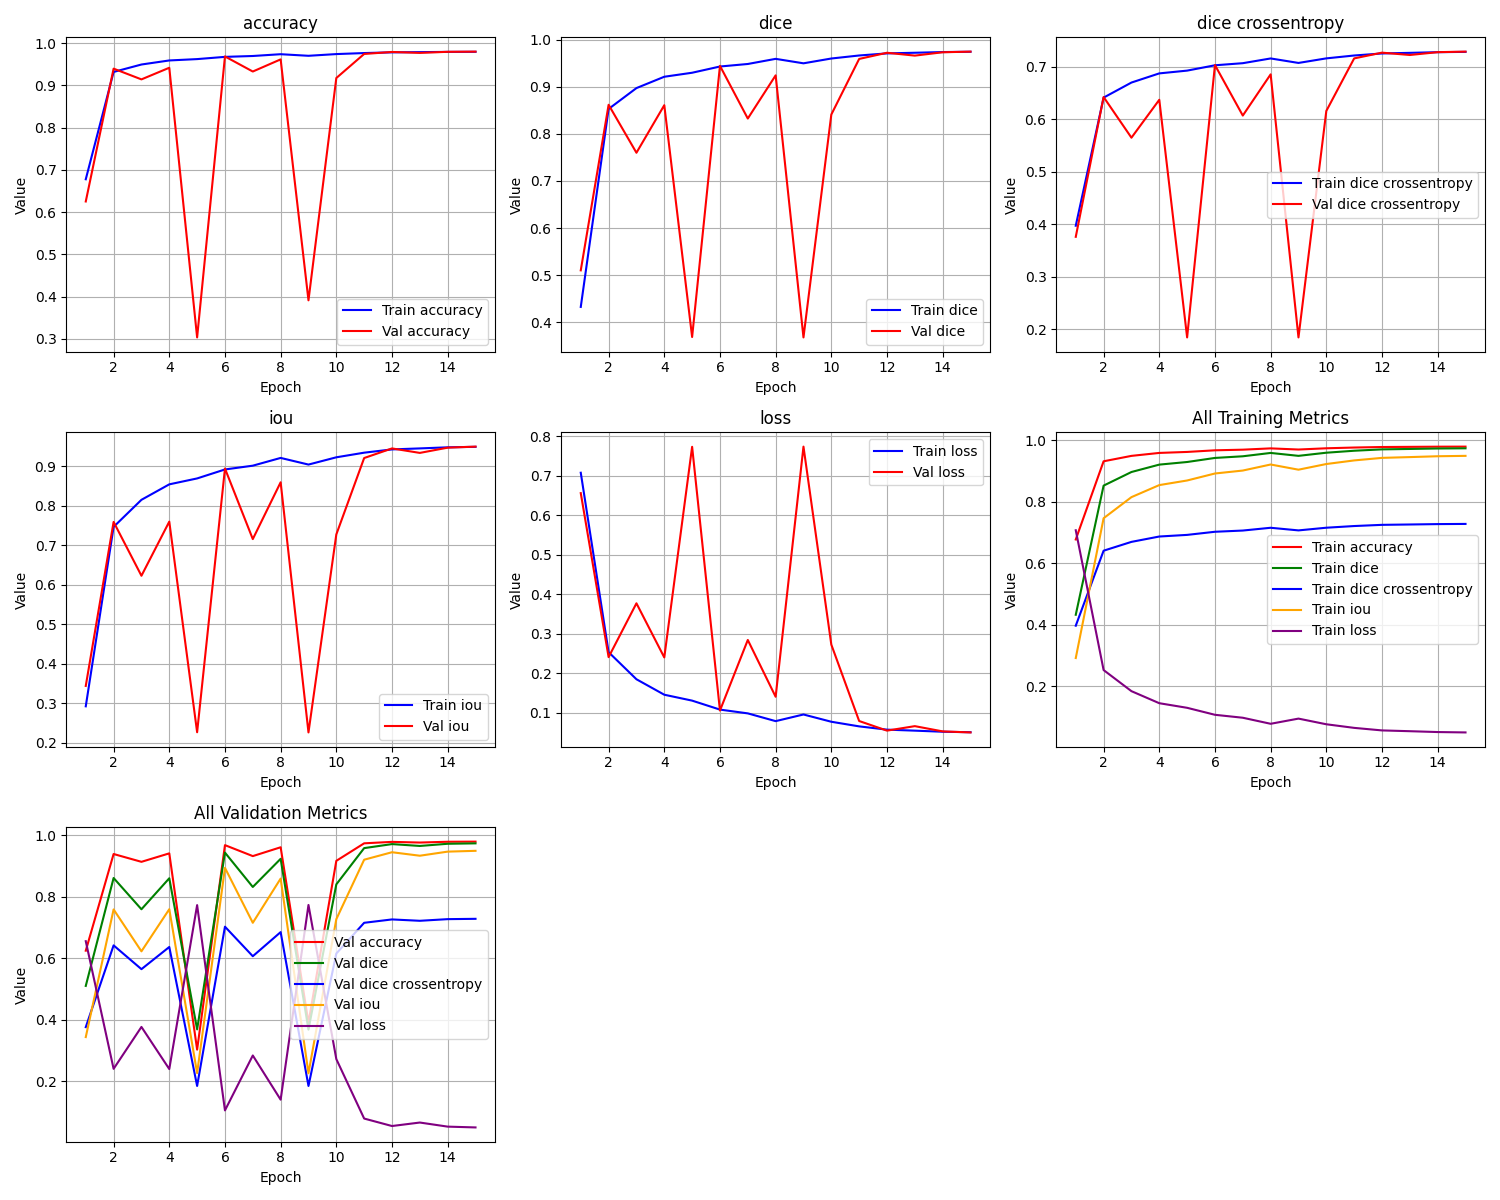 accuracy
1.0
0.9
0.8
0.7
0.6
0.5
0.4
0.3
Value
2 4 6 8 10 12 14
Epoch
Train accuracy
Val accuracy
dice
1.0
0.9
0.8
0.7
0.6
0.5
0.4
Value
2 4 6 8 10 12 14
Epoch
Train dice
Val dice
dice crossentropy
0.7
0.6
0.5
0.4
0.3
0.2
Value
2 4 6 8 10 12 14
Epoch
Train dice crossentropy
Val dice crossentropy
iou
0.9
0.8
0.7
0.6
0.5
0.4
0.3
0.2
Value
2 4 6 8 10 12 14
Epoch
Train iou
Val iou
loss
0.8
0.7
0.6
0.5
0.4
0.3
0.2
0.1
Value
2 4 6 8 10 12 14
Epoch
Train loss
Val loss
All Training Metrics
1.0
0.8
0.6
0.4
0.2
Value
2 4 6 8 10 12 14
Epoch
Train accuracy
Train dice
Train dice crossentropy
Train iou
Train loss
All Validation Metrics
1.0
0.8
0.6
0.4
0.2
Value
2 4 6 8 10 12 14
Epoch
Val accuracy
Val dice
Val dice crossentropy
Val iou
Val loss